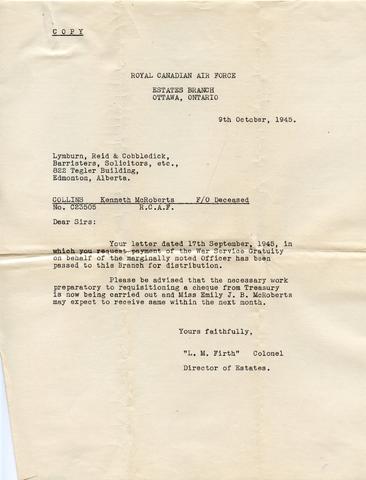 C O P Y
ROYAL CANADIAN AIR FORCE
ESTATES BRANCH
OTTAWA, ONTARIO
9th October, 1945.
Lymburn, Reid & Cobbledick,
Barristers, Solicitors, etc.,
822 Tegler Building,
Edmonton, Alberta.
COLLINS Kenneth McRoberts F/O Deceased
No. C23505 R.C.A.F.
Dear Sirs:
Your letter dated 17th September, 1945, in
which you request payment of the War Service Gratuity
on behalf of the marginally noted Officer has been
passed to this Branch for distribution.
Please be advised that the necessary work
preparatory to requisitioning a cheque from Treasury
is now being carried out and Miss Emily J. B. McRoberts
may expect to receive same within the next month.
Yours faithfully,
"L. M. Firth" Colonel
Director of Estates.